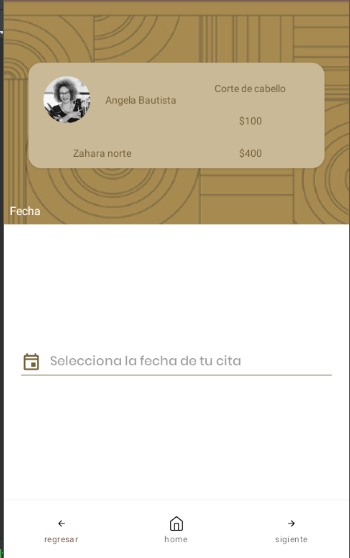 Angela Bautista
Corte de cabello
$100
Zahara norte
$400
Fecha
Selecciona la fecha de tu cita
regresar
home
sigiente